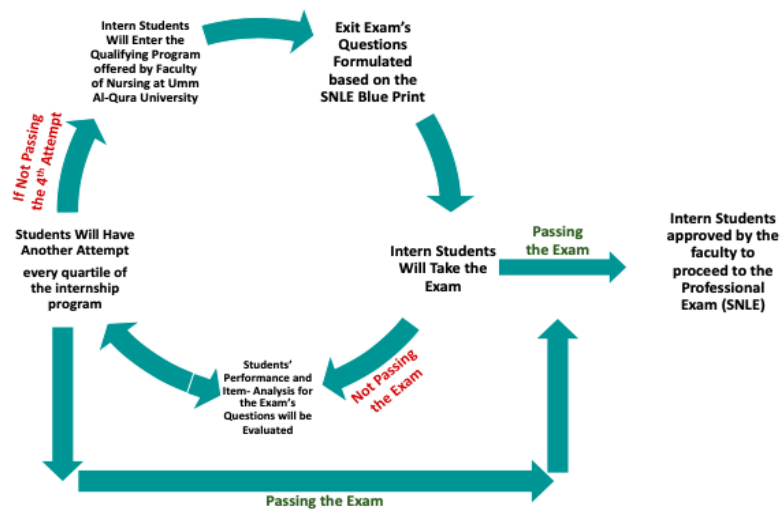 Intern Students
Will Enter the
Qualifying Program
offered by Faculty
of Nursing at Umm
Al-Qura University
Exit Exam's
Questions
Formulated
based on the
SNLE Blue Print
If Not Passing
the 4th Attempt
Students Will Have
Another Attempt
every quartile of
the internship
program
Intern Students
Will Take the
Exam
Passing
the Exam
Intern Students
approved by the
faculty to
proceed to the
Professional
Exam (SNLE)
Not Passing
the Exam
Students'
Performance and
Item- Analysis for
the Exam's
Questions will be
Evaluated
Passing the Exam